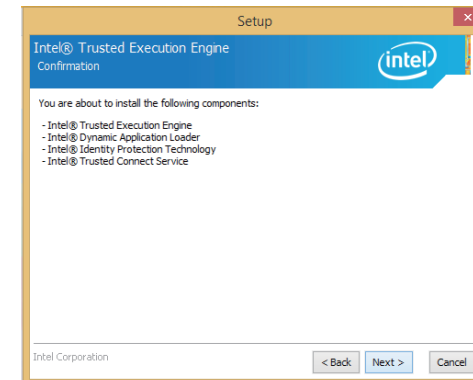 Setup
Intel® Trusted Execution Engine
Confirmation
intel
You are about to install the following components:
- Intel® Trusted Execution Engine
- Intel® Dynamic Application Loader
- Intel® Identity Protection Technology
- Intel® Trusted Connect Service
Intel Corporation
< Back Next > Cancel